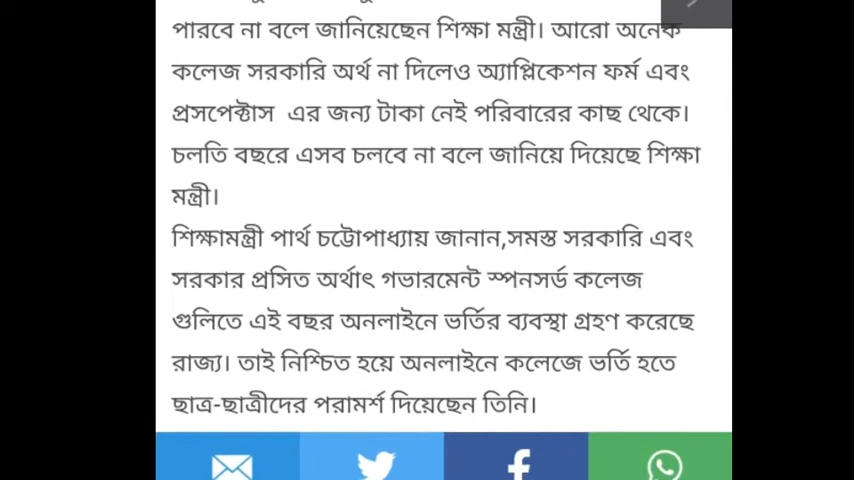 পারবে না বলে জানিয়েছেন শিক্ষা মন্ত্রী। আরো অনেক
কলেজ সরকারি অর্থ না দিলেও অ্যাপ্লিকেশন ফর্ম এবং
প্রসপেক্টাস এর জন্য টাকা নেই পরিবারের কাছ থেকে।
চলতি বছরে এসব চলবে না বলে জানিয়ে দিয়েছে শিক্ষা
মন্ত্রী।
শিক্ষামন্ত্রী পার্থ চট্টোপাধ্যায় জানান,সমস্ত সরকারি এবং
সরকার প্রসিত অর্থাৎ গভারমেন্ট স্পনসর্ড কলেজ
গুলিতে এই বছর অনলাইনে ভর্তির ব্যবস্থা গ্রহণ করেছে
রাজ্য। তাই নিশ্চিত হয়ে অনলাইনে কলেজে ভর্তি হতে
ছাত্র-ছাত্রীদের পরামর্শ দিয়েছেন তিনি।